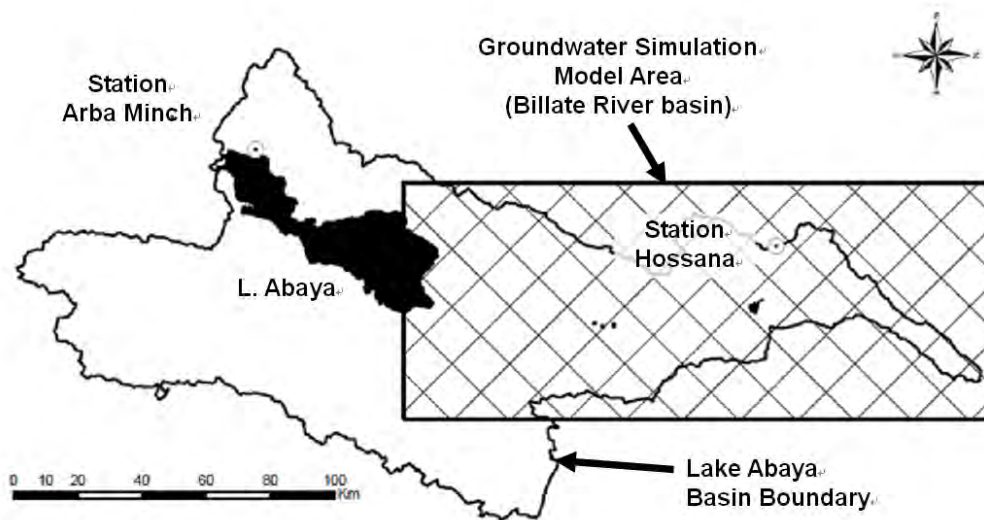 Groundwater Simulation
Model Area
(Billate River basin)
Station
Arba Minch
Station
Hossana
L. Abaya
0 10 20 40 60 80 100
Km
Lake Abaya
Basin Boundary